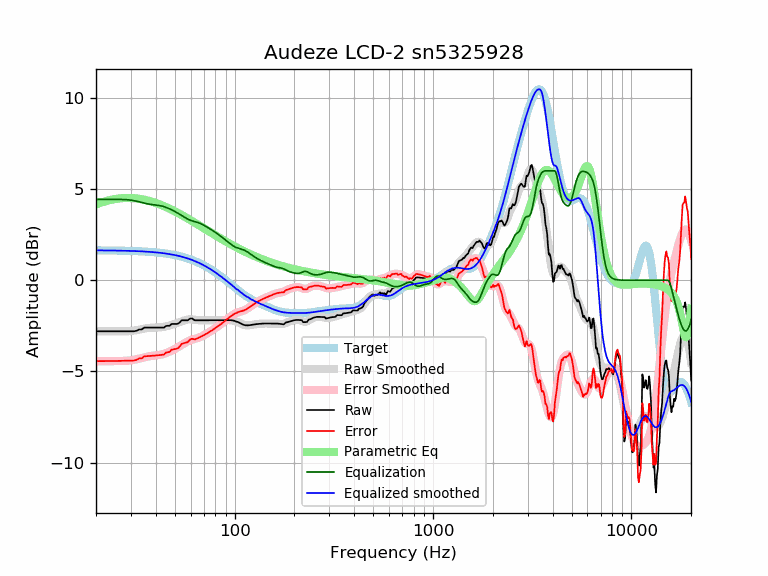 Audeze LCD-2 sn5325928
Amplitude (dBr)
10
5
0
−5
−10
Target
Raw Smoothed
Error Smoothed
Raw
Error
Parametric Eq
Equalization
Equalized smoothed
100
1000
10000
Frequency (Hz)